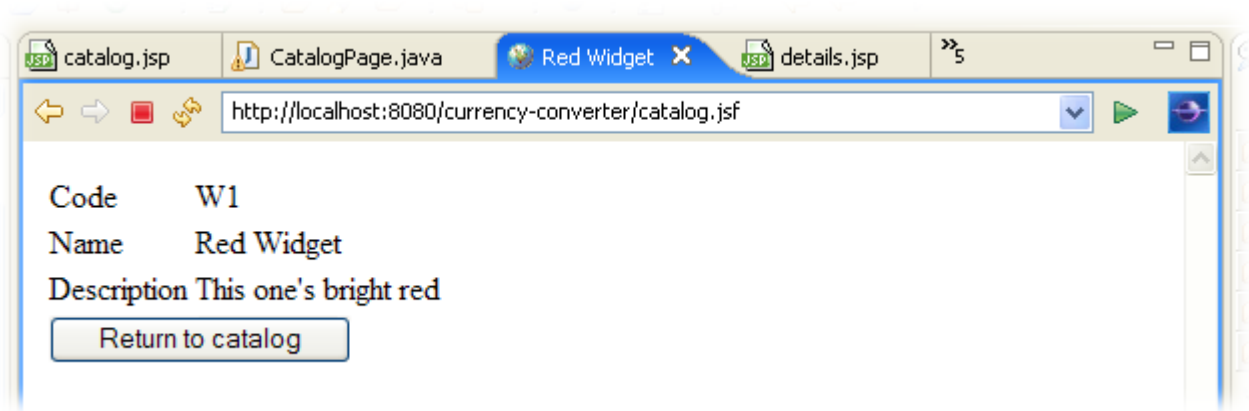 catalog.jsp CatalogPage.java Red Widget details.jsp »5
http://localhost:8080/currency-converter/catalog.jsf
Code W1
Name Red Widget
Description This one's bright red
Return to catalog